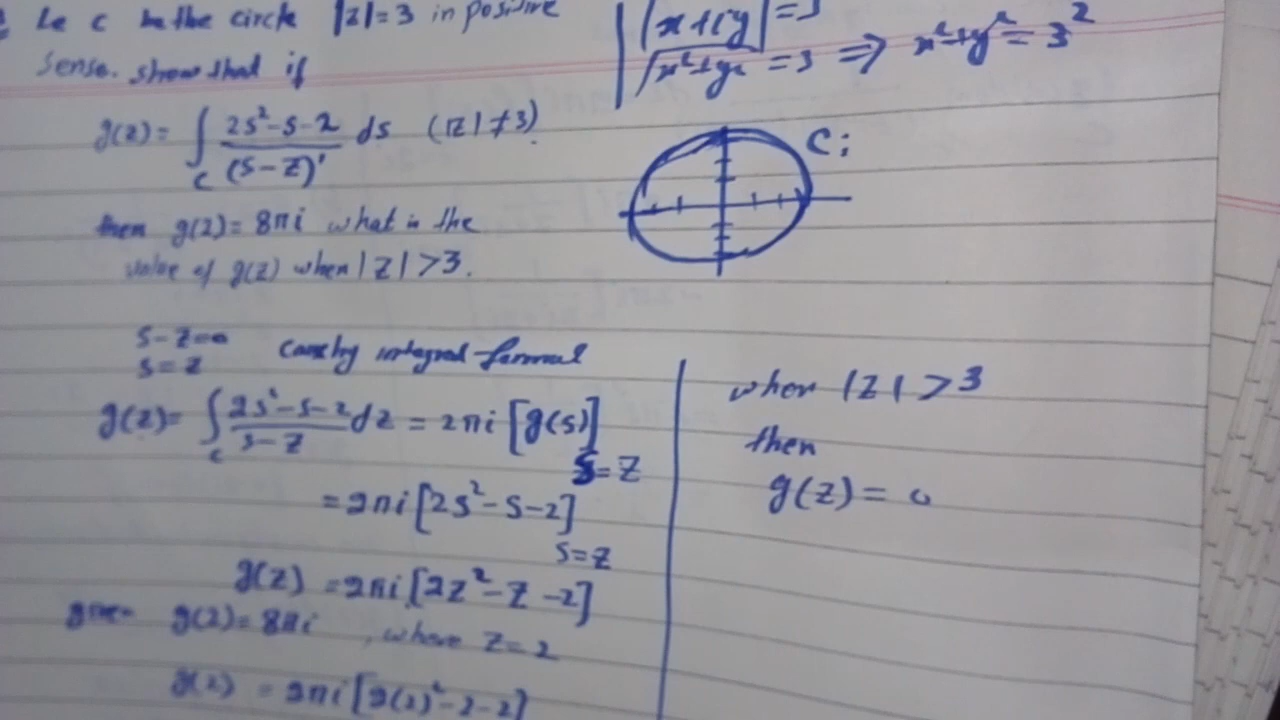 Let c be the circle |z|=3 in positive
sense. show that if
g(z) = ∫_C (2s²-s-2)/(s-z)' ds (|z| ≠ 3)
then g(2) = 8πi what is the
value of g(z) when |z| > 3.
|x+iy| = 3
√x²+y² = 3 ⇒ x²+y² = 3²
C:
s-z=0
s=z
Cauchy integral formul
g(z) = ∫_C (2s²-s-2)/(s-z) dz = 2πi [g(s)]
s=z
= 2πi [2s²-s-2]
s=z
g(z) = 2πi [2z²-z-2]
given g(2) = 8πi, where z=2
g(2) = 2πi [2(2)²-2-2]
when |z| > 3
then
g(z) = 0